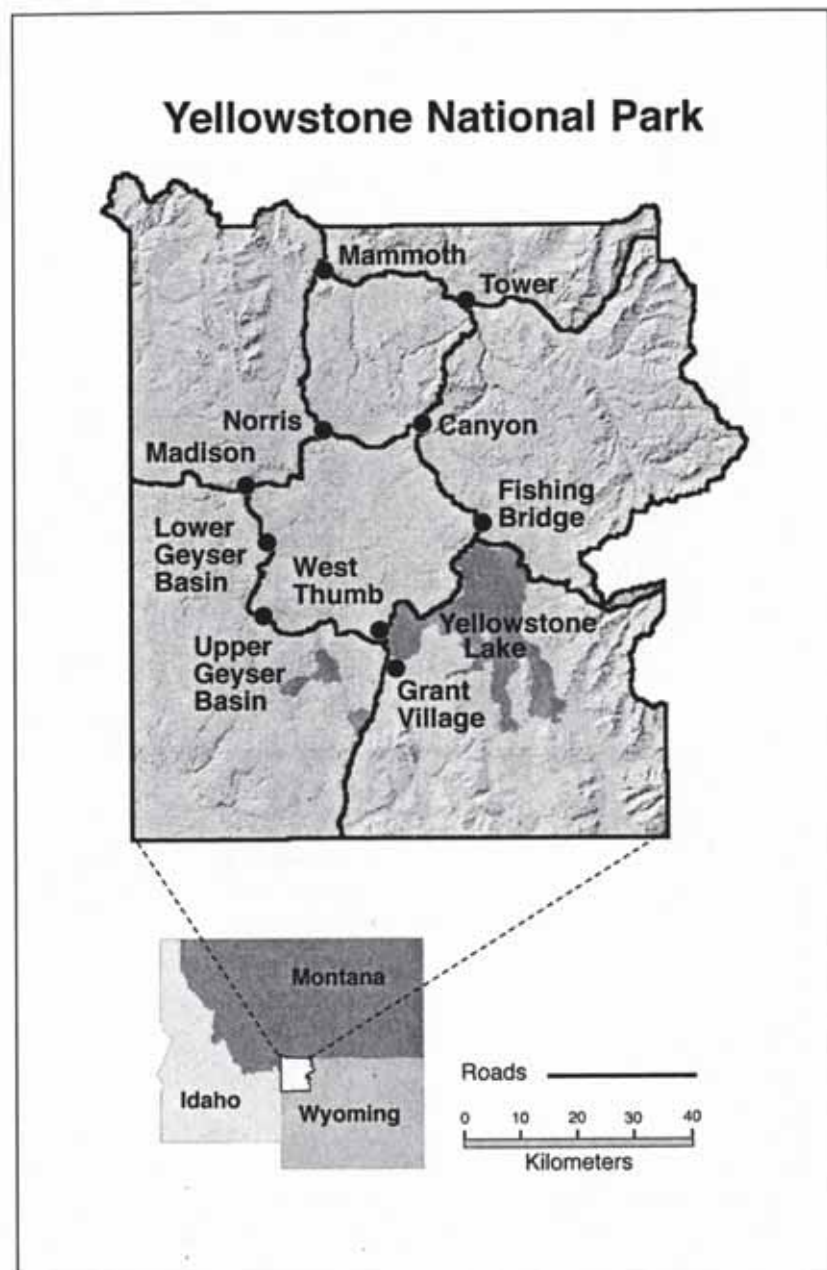 Yellowstone National Park
Mammoth
Tower
Norris
Canyon
Madison
Fishing
Bridge
Lower
Geyser
Basin
West
Thumb
Yellowstone
Lake
Upper
Geyser
Basin
Grant
Village
Montana
Idaho
Wyoming
Roads
0 10 20 30 40
Kilometers